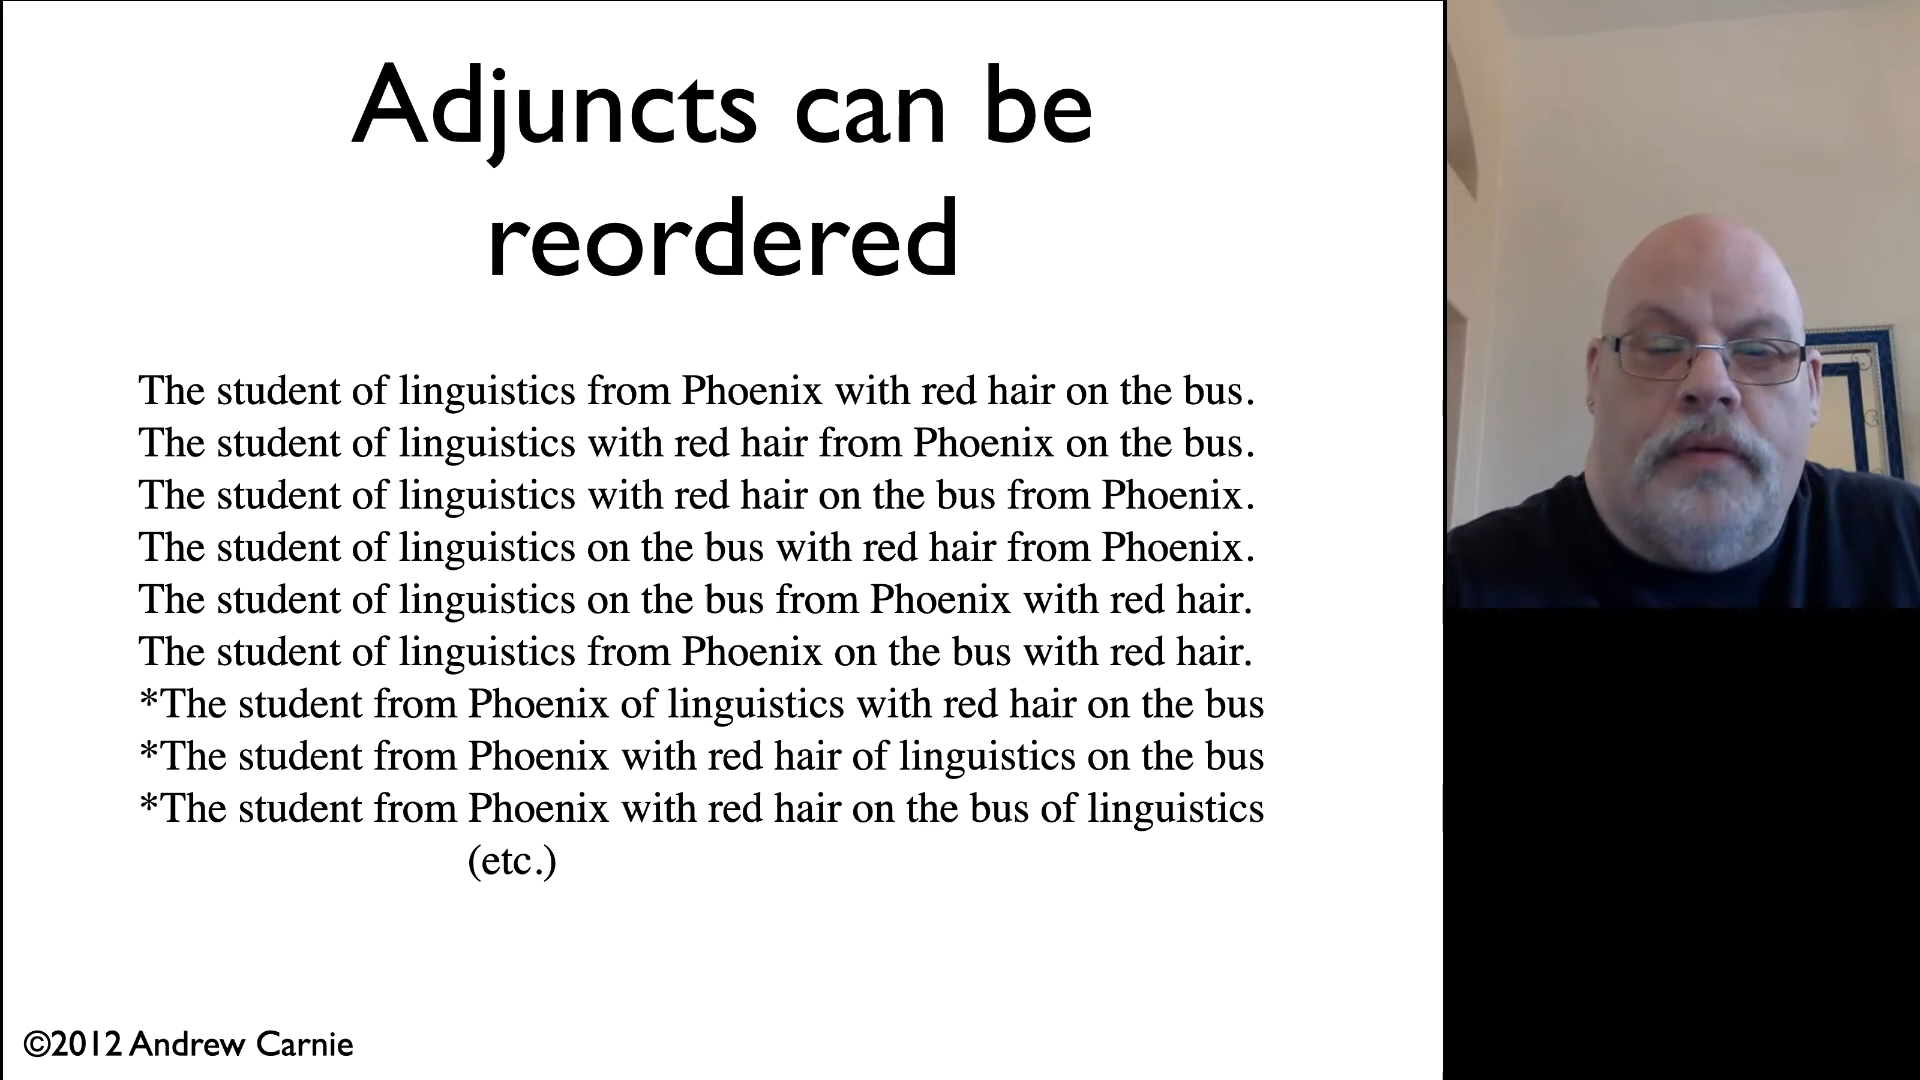 Adjuncts can be
reordered
The student of linguistics from Phoenix with red hair on the bus.
The student of linguistics with red hair from Phoenix on the bus.
The student of linguistics with red hair on the bus from Phoenix.
The student of linguistics on the bus with red hair from Phoenix.
The student of linguistics on the bus from Phoenix with red hair.
The student of linguistics from Phoenix on the bus with red hair.
*The student from Phoenix of linguistics with red hair on the bus
*The student from Phoenix with red hair of linguistics on the bus
*The student from Phoenix with red hair on the bus of linguistics
(etc.)
©2012 Andrew Carnie